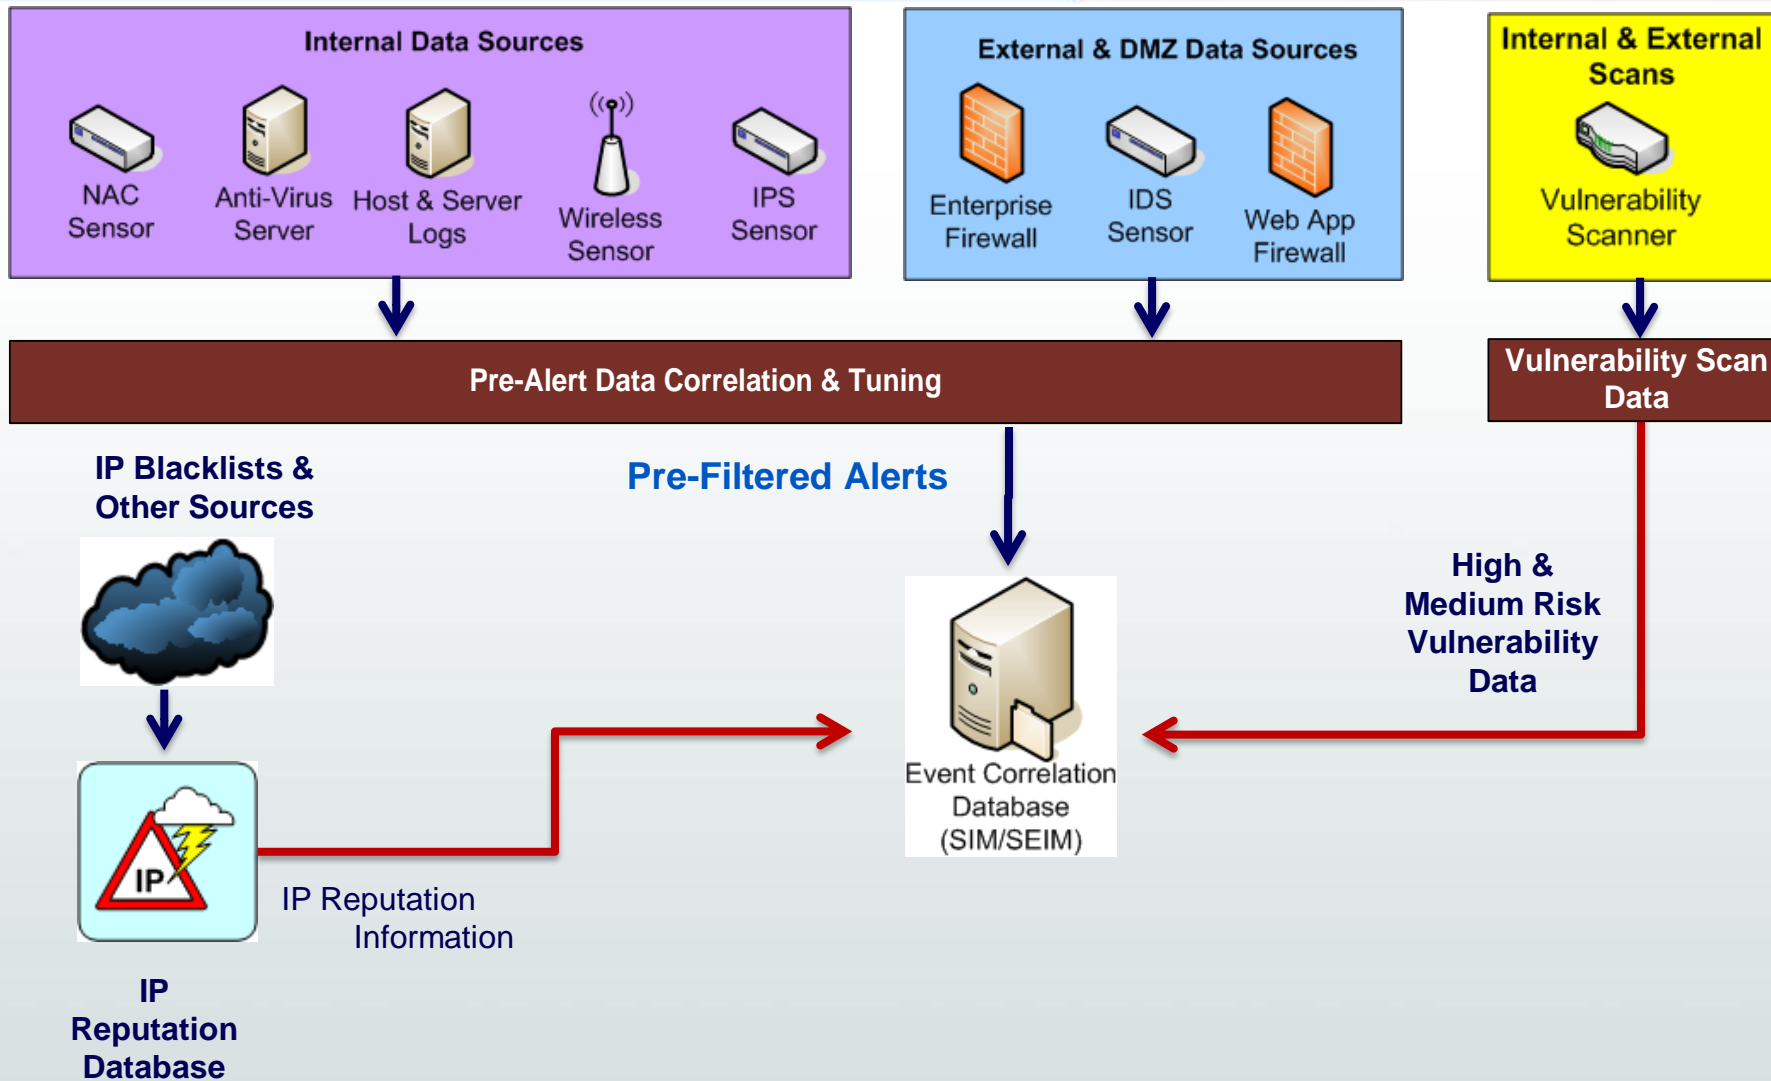 Internal Data Sources
NAC
Sensor
Anti-Virus
Server
Host & Server
Logs
Wireless
Sensor
IPS
Sensor
External & DMZ Data Sources
Enterprise
Firewall
IDS
Sensor
Web App
Firewall
Internal & External
Scans
Vulnerability
Scanner
Pre-Alert Data Correlation & Tuning
Vulnerability Scan
Data
IP Blacklists &
Other Sources
Pre-Filtered Alerts
High &
Medium Risk
Vulnerability
Data
Event Correlation
Database
(SIM/SEIM)
IP
IP Reputation
Information
IP
Reputation
Database